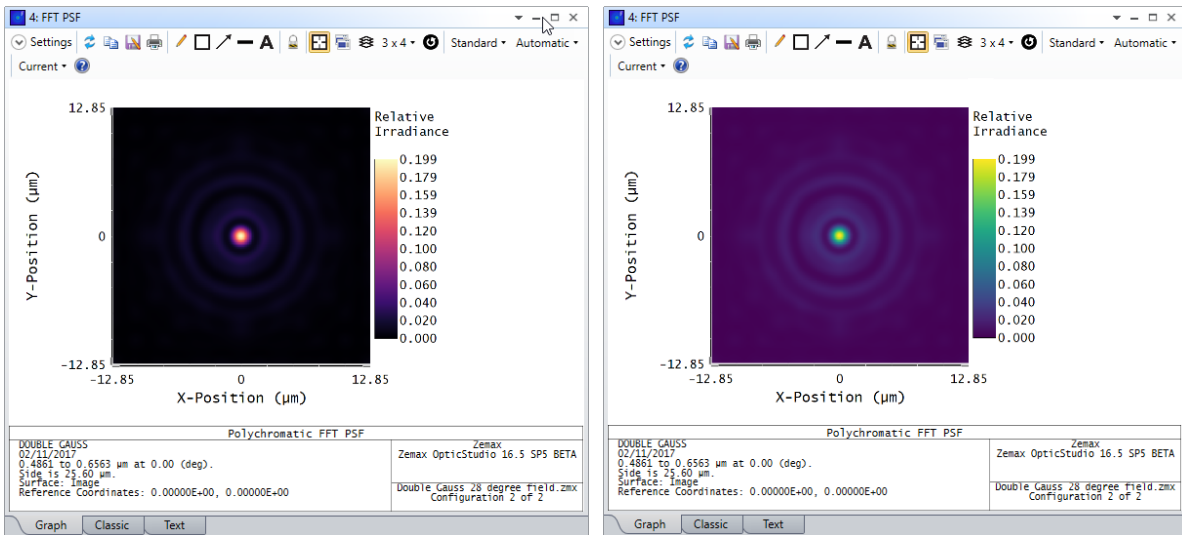 4: FFT PSF
Settings
A
3 x 4
Standard
Automatic
Current
12.85
Relative
Irradiance
0.199
0.179
0.159
0.139
0.120
0.100
0.080
0.060
0.040
0.020
0.000
Y-Position (µm)
0
-12.85
-12.85
0
12.85
X-Position (µm)
Polychromatic FFT PSF
DOUBLE GAUSS
02/11/2017
0.4861 to 0.6563 µm at 0.00 (deg).
Side is 25.60 µm.
Surface: Image
Reference Coordinates: 0.00000E+00, 0.00000E+00
Zemax
Zemax OpticStudio 16.5 SP5 BETA
Double Gauss 28 degree field.zmx
Configuration 2 of 2
Graph
Classic
Text
4: FFT PSF
Settings
A
3 x 4
Standard
Automatic
Current
12.85
Relative
Irradiance
0.199
0.179
0.159
0.139
0.120
0.100
0.080
0.060
0.040
0.020
0.000
Y-Position (µm)
0
-12.85
-12.85
0
12.85
X-Position (µm)
Polychromatic FFT PSF
DOUBLE GAUSS
02/11/2017
0.4861 to 0.6563 µm at 0.00 (deg).
Side is 25.60 µm.
Surface: Image
Reference Coordinates: 0.00000E+00, 0.00000E+00
Zemax
Zemax OpticStudio 16.5 SP5 BETA
Double Gauss 28 degree field.zmx
Configuration 2 of 2
Graph
Classic
Text